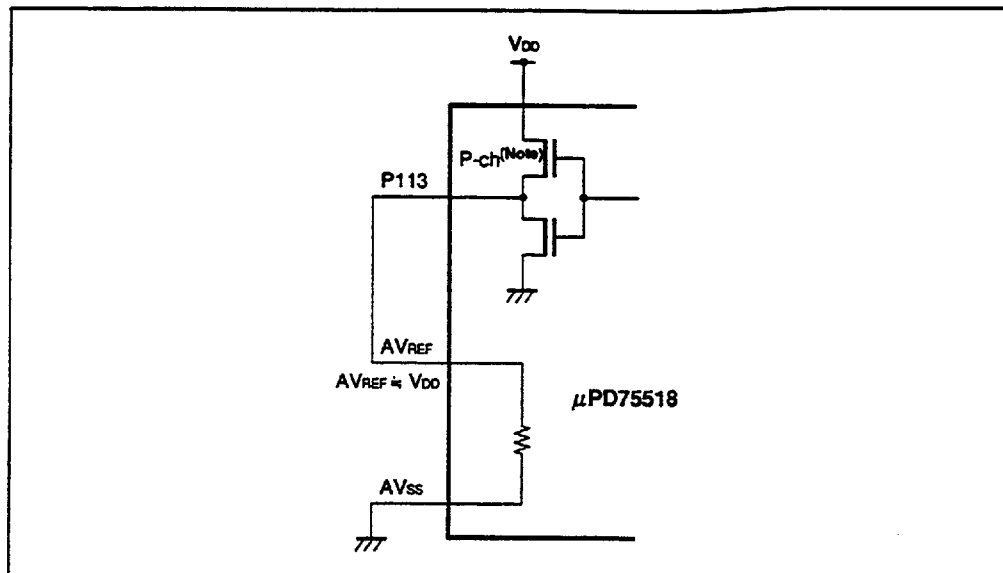 VDD
P-ch(Note)
P113
AVREF
AVREF ≒ VDD
μPD75518
AVSS